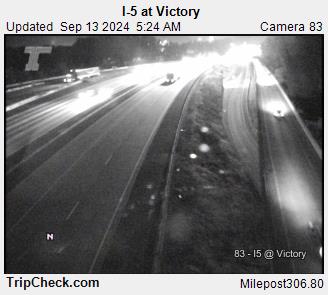 I-5 at Victory
Updated  Sep 13 2024  5:24 AM
Camera 83
T
N
83 - I5 @ Victory
TripCheck.com
Milepost306.80